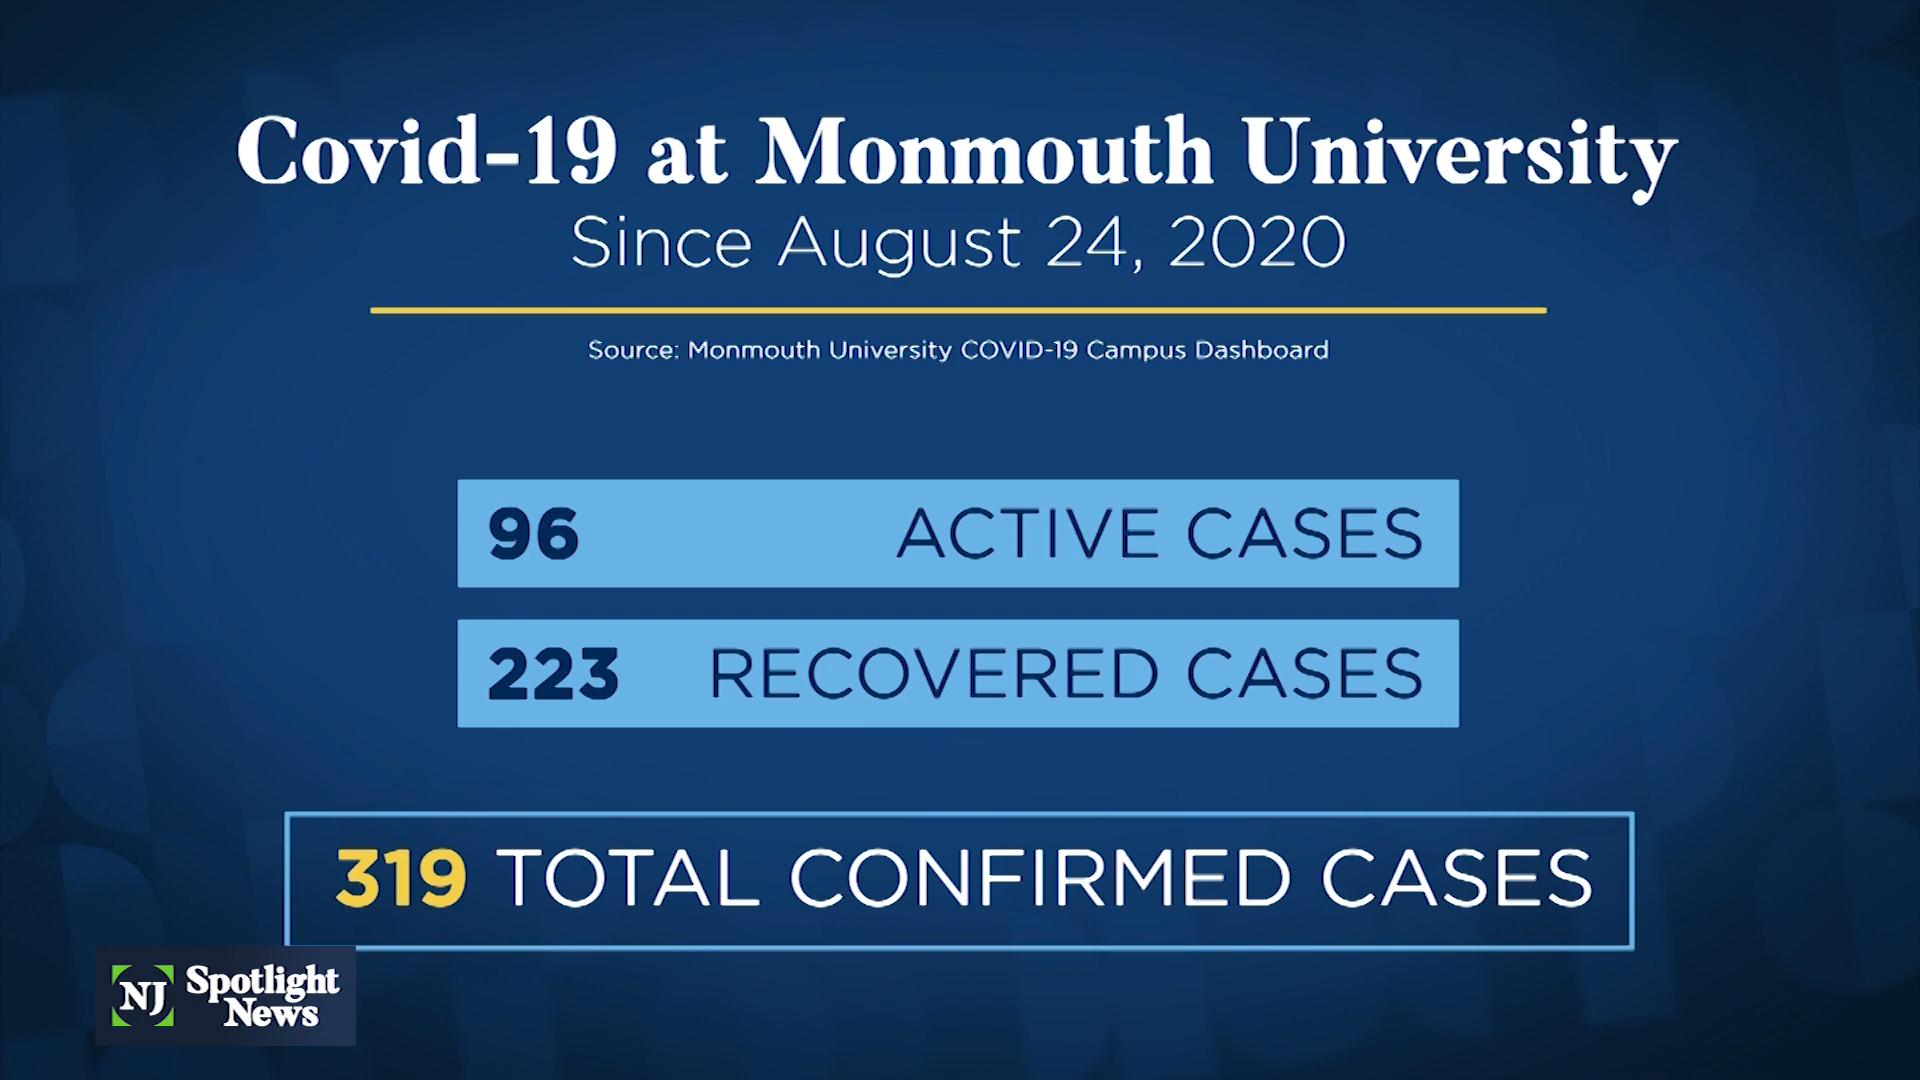 Covid-19 at Monmouth University
Since August 24, 2020
Source: Monmouth University COVID-19 Campus Dashboard
96 ACTIVE CASES
223 RECOVERED CASES
319 TOTAL CONFIRMED CASES
NJ Spotlight
News